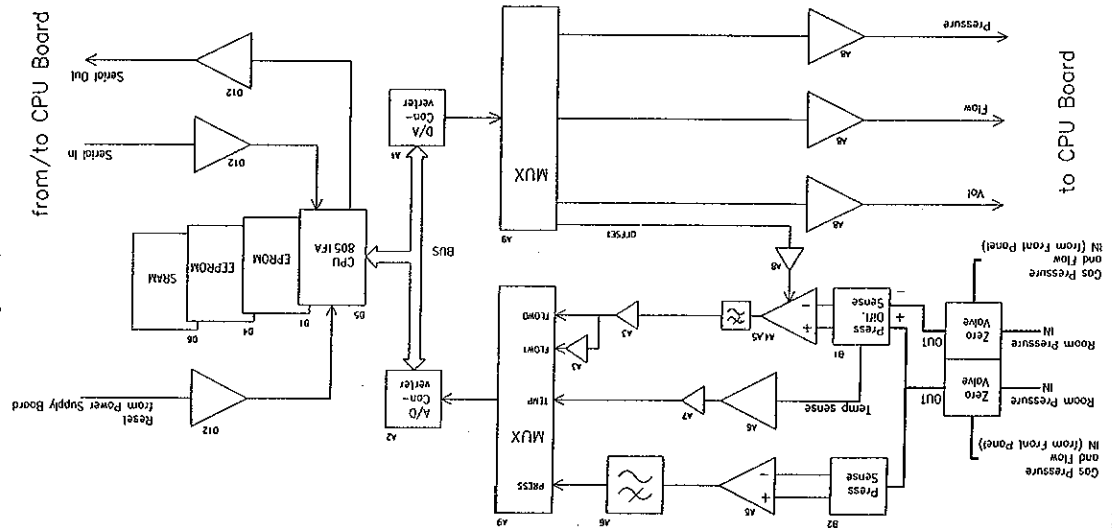 Gas Pressure
and Flow
IN (from Front Panel)
Room Pressure
IN
Zero
Valve
OUT
Room Pressure
IN
Zero
Valve
OUT
Gas Pressure
and Flow
IN (from Front Panel)
B2
Press
Sense
+
−
A5
A6
Temp sense
A6
A7
B1
Press
Diff.
Sense
+
−
+
−
A4,A5
A3
A3
A8
OFFSET
A9
MUX
PRESS
TEMP
FLOW1
FLOW0
A2
A/D
Con-
verter
BUS
A1
D/A
Con-
verter
A9
MUX
Vol
A8
Flow
A8
Pressure
A8
to CPU Board
Reset
from Power Supply Board
D12
D5
CPU
8051FA
D1
EPROM
D4
EEPROM
D6
SRAM
Serial In
D12
Serial Out
D12
from/to CPU Board